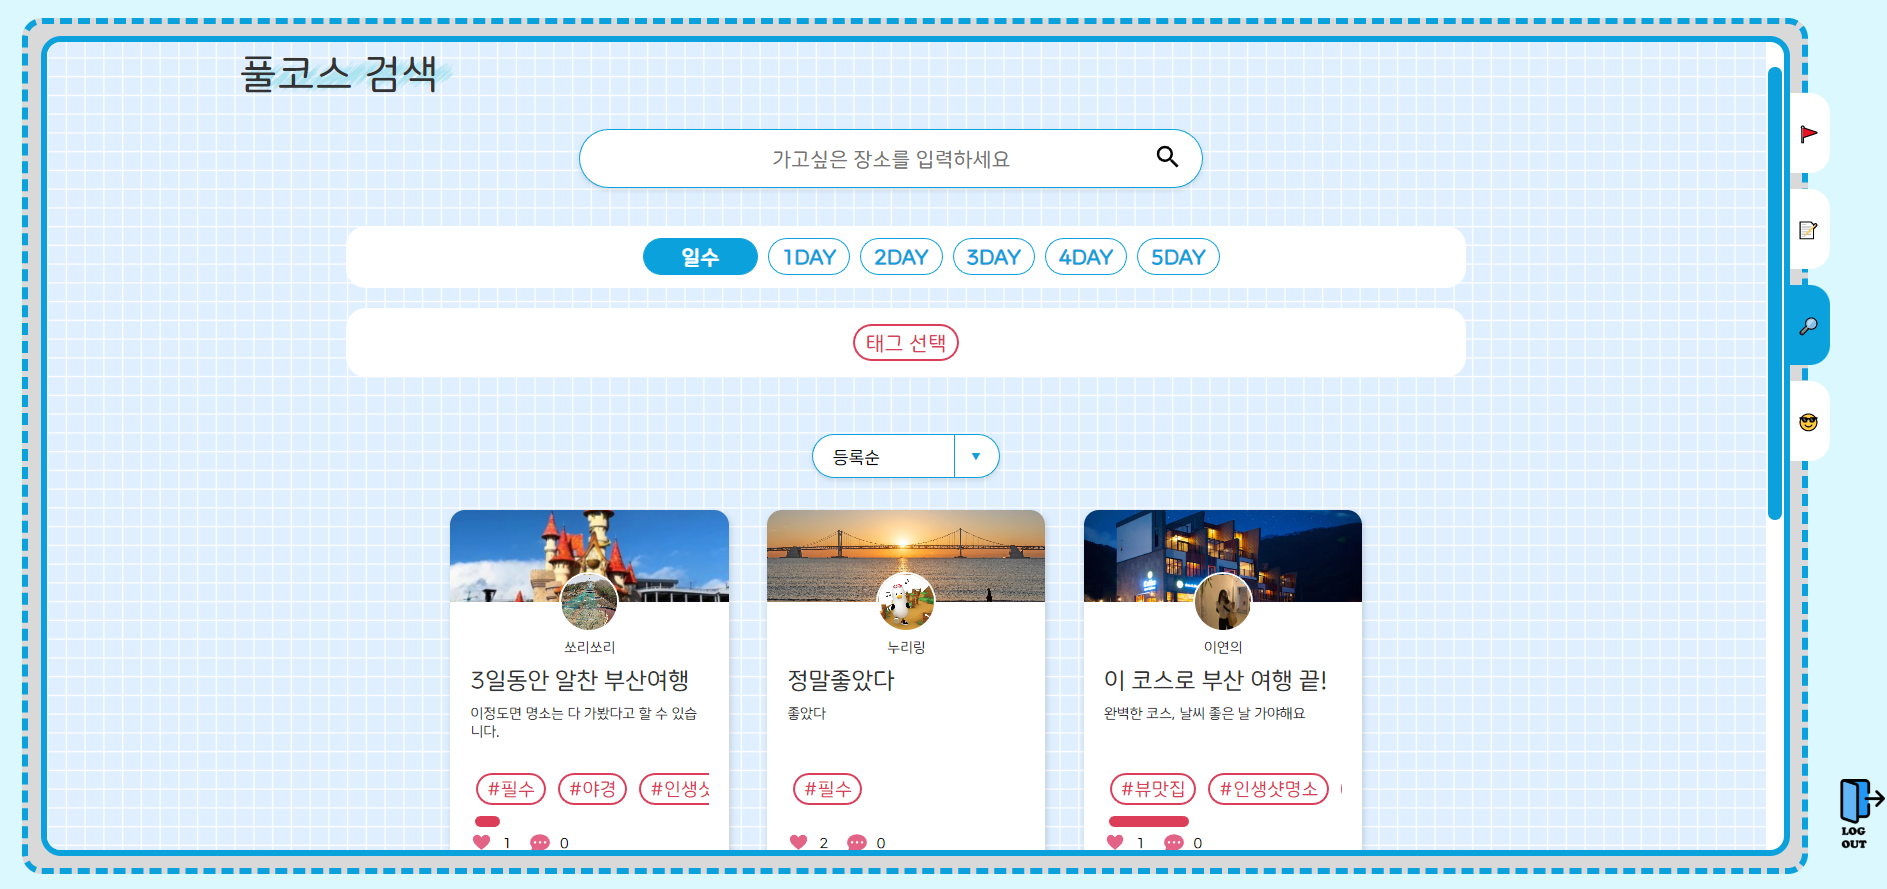 풀코스 검색
가고싶은 장소를 입력하세요
일수 1DAY 2DAY 3DAY 4DAY 5DAY
태그 선택
등록순
쏘리쏘리
3일동안 알찬 부산여행
이정도면 명소는 다 가봤다고 할 수 있습
니다.
#필수 #야경 #인생샷
1 0
누리링
정말좋았다
좋았다
#필수
2 0
이연의
이 코스로 부산 여행 끝!
완벽한 코스, 날씨 좋은 날 가야해요
#뷰맛집 #인생샷명소
1 0
LOG
OUT